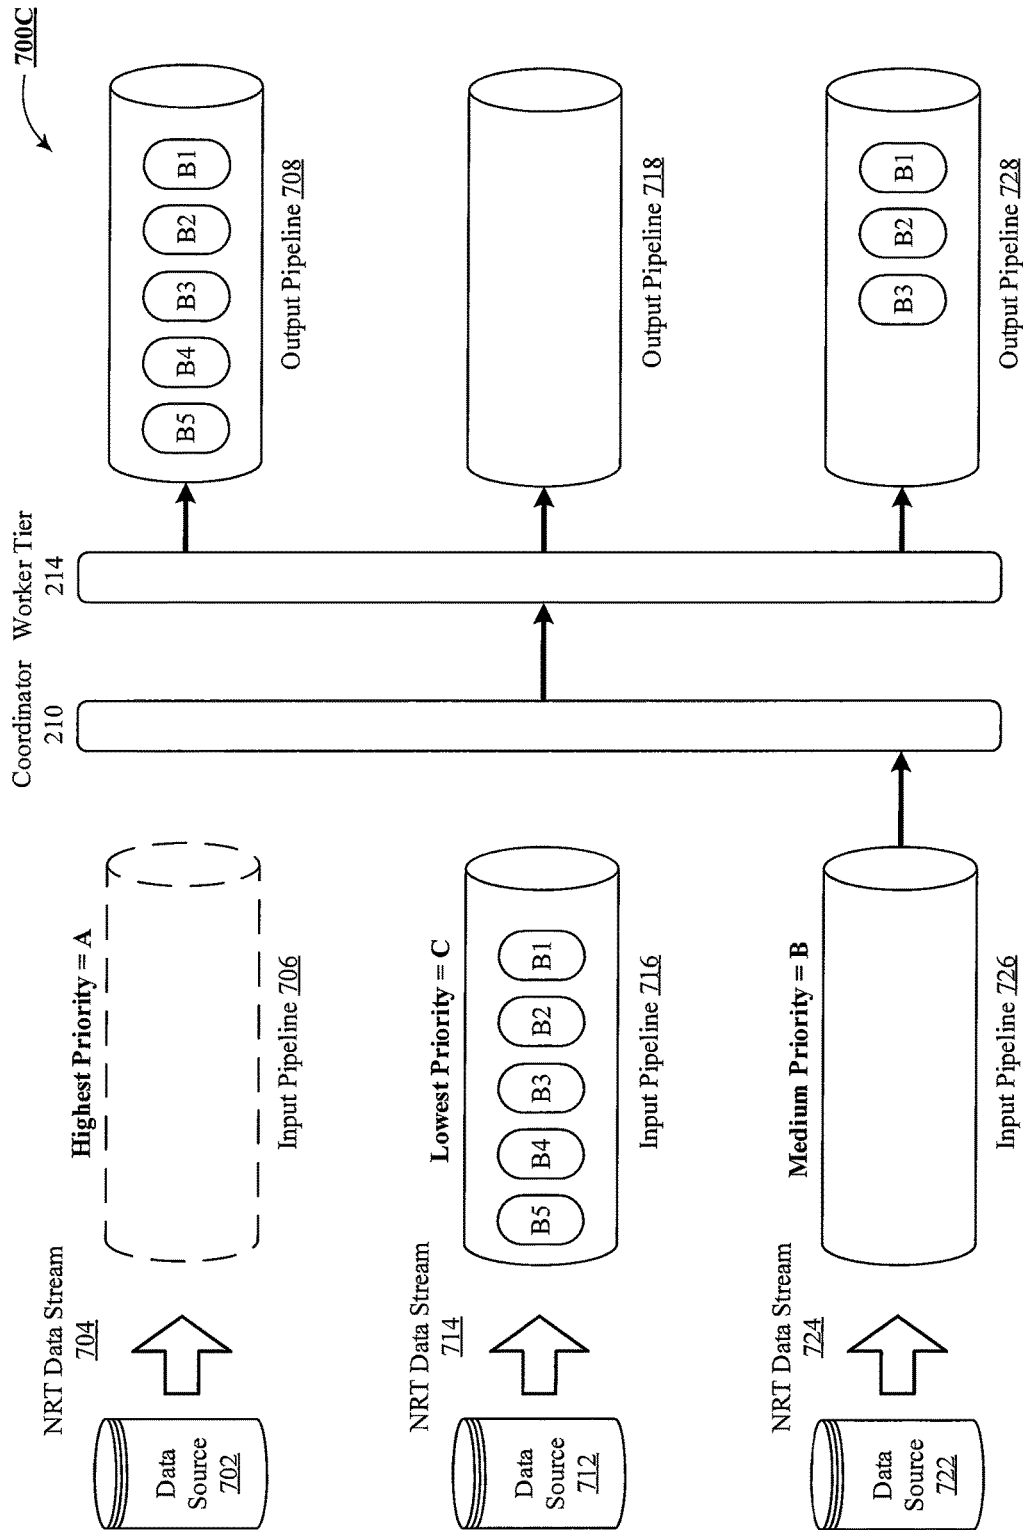 700C
Coordinator
210
Worker Tier
214
NRT Data Stream
704
Highest Priority = A
Data
Source
702
Input Pipeline 706
B5
B4
B3
B2
B1
Output Pipeline 708
NRT Data Stream
714
Lowest Priority = C
Data
Source
712
B5
B4
B3
B2
B1
Input Pipeline 716
Output Pipeline 718
NRT Data Stream
724
Medium Priority = B
Data
Source
722
Input Pipeline 726
B3
B2
B1
Output Pipeline 728